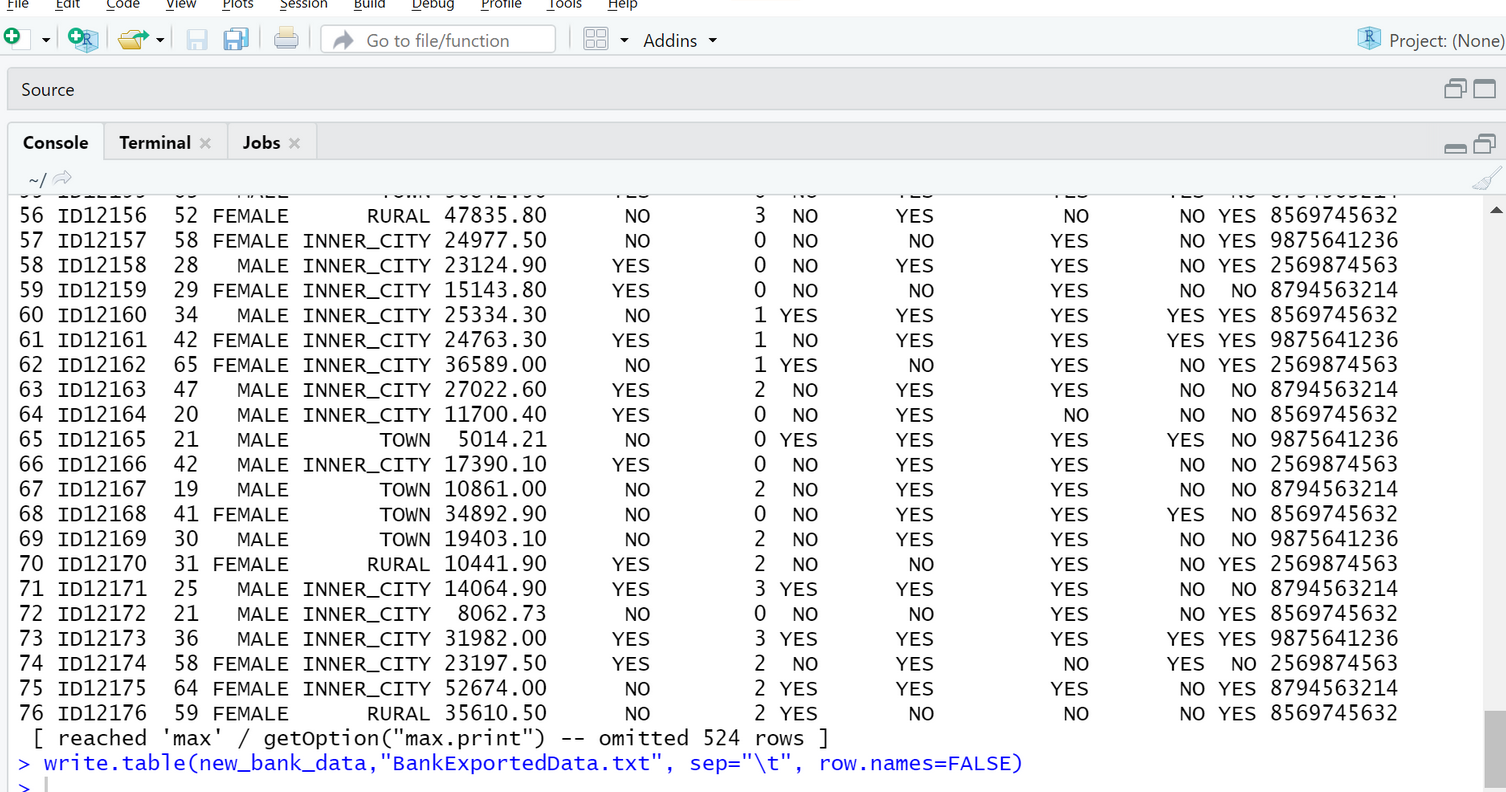 File Edit Code View Plots Session Build Debug Profile Tools Help
Go to file/function Addins Project: (None)
Source
Console Terminal Jobs
~/
56 ID12156 52 FEMALE RURAL 47835.80 NO 3 NO YES NO NO YES 8569745632
57 ID12157 58 FEMALE INNER_CITY 24977.50 NO 0 NO NO YES NO YES 9875641236
58 ID12158 28 MALE INNER_CITY 23124.90 YES 0 NO YES YES NO YES 2569874563
59 ID12159 29 FEMALE INNER_CITY 15143.80 YES 0 NO NO YES NO NO 8794563214
60 ID12160 34 MALE INNER_CITY 25334.30 NO 1 YES YES YES YES YES 8569745632
61 ID12161 42 FEMALE INNER_CITY 24763.30 YES 1 NO YES YES YES YES 9875641236
62 ID12162 65 FEMALE INNER_CITY 36589.00 NO 1 YES NO YES NO YES 2569874563
63 ID12163 47 MALE INNER_CITY 27022.60 YES 2 NO YES YES NO NO 8794563214
64 ID12164 20 MALE INNER_CITY 11700.40 YES 0 NO YES NO NO NO 8569745632
65 ID12165 21 MALE TOWN 5014.21 NO 0 YES YES YES YES NO 9875641236
66 ID12166 42 MALE INNER_CITY 17390.10 YES 0 NO YES YES NO NO 2569874563
67 ID12167 19 MALE TOWN 10861.00 NO 2 NO YES YES NO NO 8794563214
68 ID12168 41 FEMALE TOWN 34892.90 NO 0 NO YES YES YES NO 8569745632
69 ID12169 30 MALE TOWN 19403.10 NO 2 NO YES YES NO NO 9875641236
70 ID12170 31 FEMALE RURAL 10441.90 YES 2 NO NO YES NO YES 2569874563
71 ID12171 25 MALE INNER_CITY 14064.90 YES 3 YES YES YES NO NO 8794563214
72 ID12172 21 MALE INNER_CITY 8062.73 NO 0 NO NO YES NO YES 8569745632
73 ID12173 36 MALE INNER_CITY 31982.00 YES 3 YES YES YES YES YES 9875641236
74 ID12174 58 FEMALE INNER_CITY 23197.50 YES 2 NO YES NO YES NO 2569874563
75 ID12175 64 FEMALE INNER_CITY 52674.00 NO 2 YES YES YES NO YES 8794563214
76 ID12176 59 FEMALE RURAL 35610.50 NO 2 YES NO NO NO YES 8569745632
[ reached 'max' / getOption("max.print") -- omitted 524 rows ]
> write.table(new_bank_data,"BankExportedData.txt", sep="\t", row.names=FALSE)
>